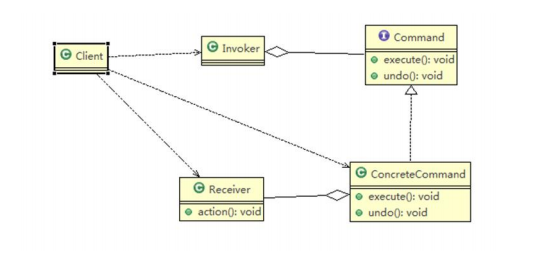 Client
Invoker
Command
execute(): void
undo(): void
Receiver
action(): void
ConcreteCommand
execute(): void
undo(): void